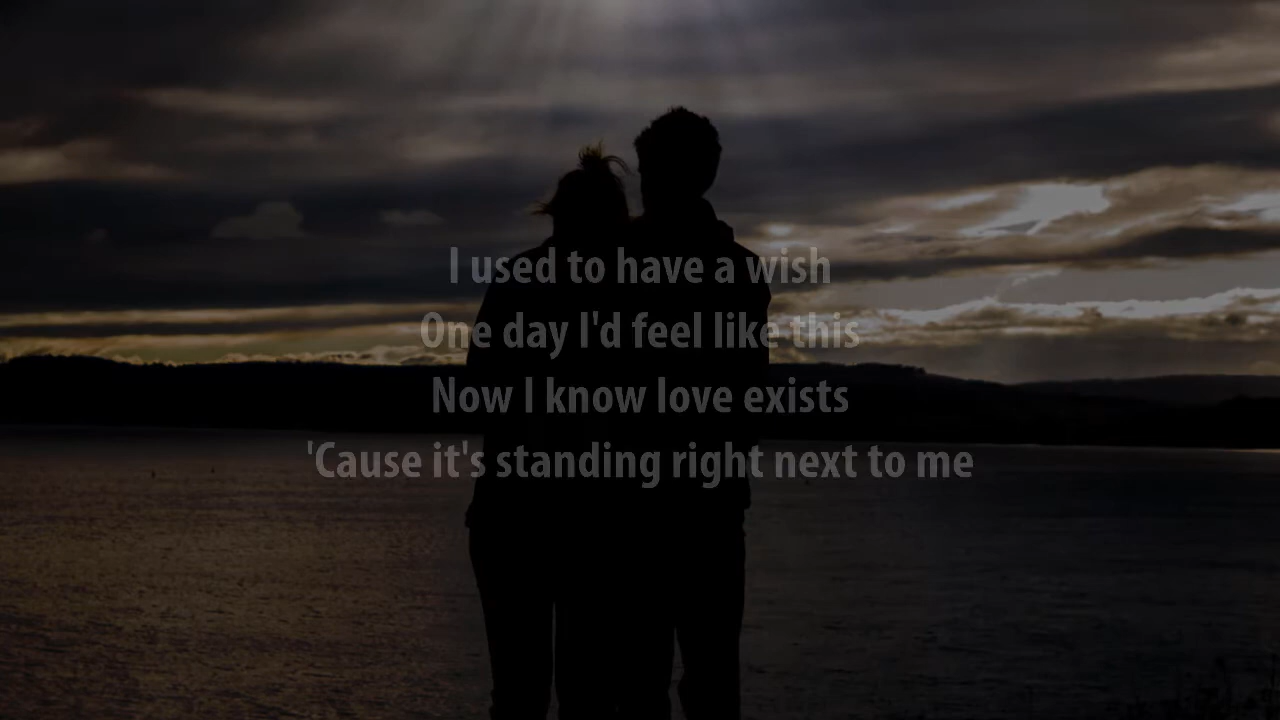 I used to have a wish
One day I'd feel like this
Now I know love exists
'Cause it's standing right next to me